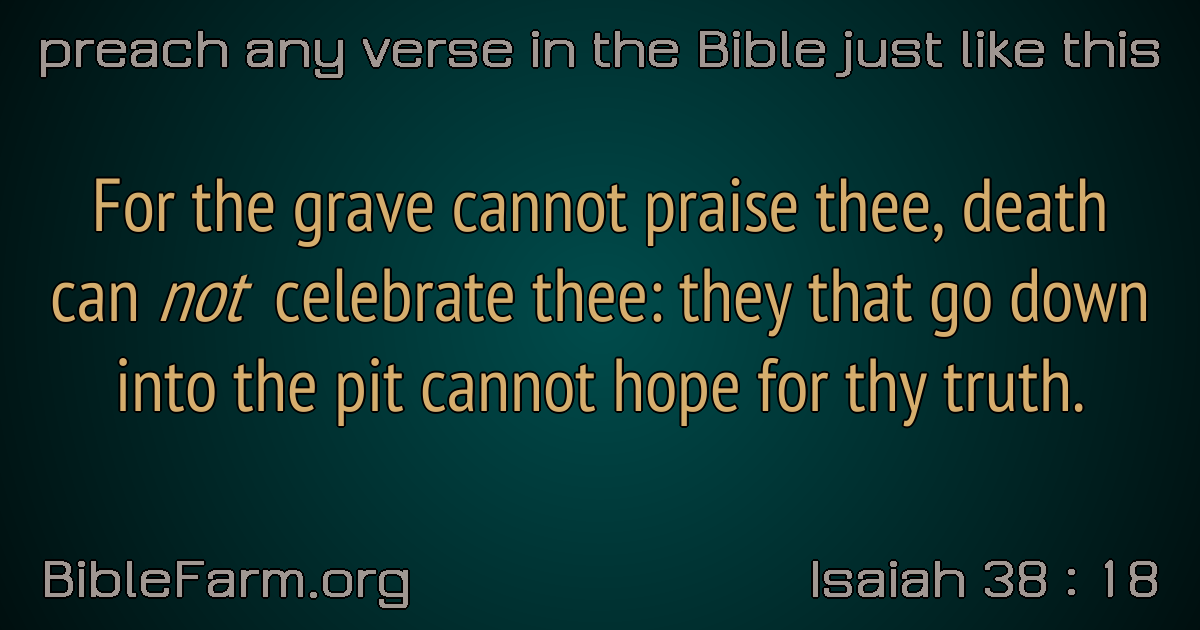 preach any verse in the Bible just like this
For the grave cannot praise thee, death
can not celebrate thee: they that go down
into the pit cannot hope for thy truth.
BibleFarm.org
Isaiah 38 : 18